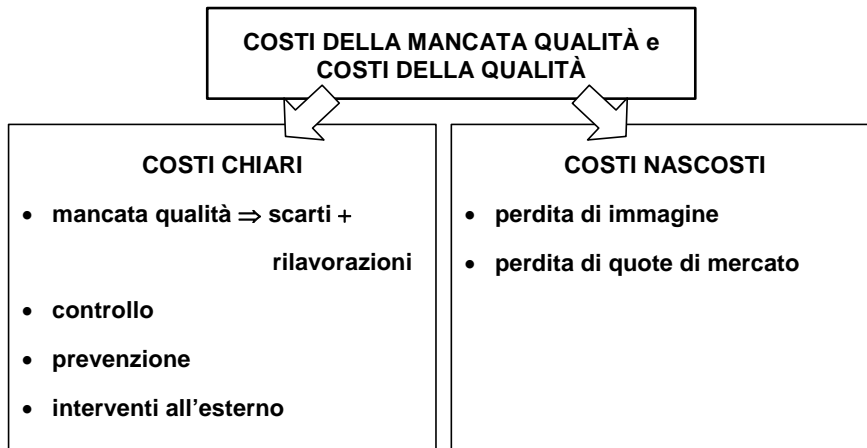 COSTI DELLA MANCATA QUALITÀ e
COSTI DELLA QUALITÀ
COSTI CHIARI
• mancata qualità ⇒ scarti +
rilavorazioni
• controllo
• prevenzione
• interventi all'esterno
COSTI NASCOSTI
• perdita di immagine
• perdita di quote di mercato